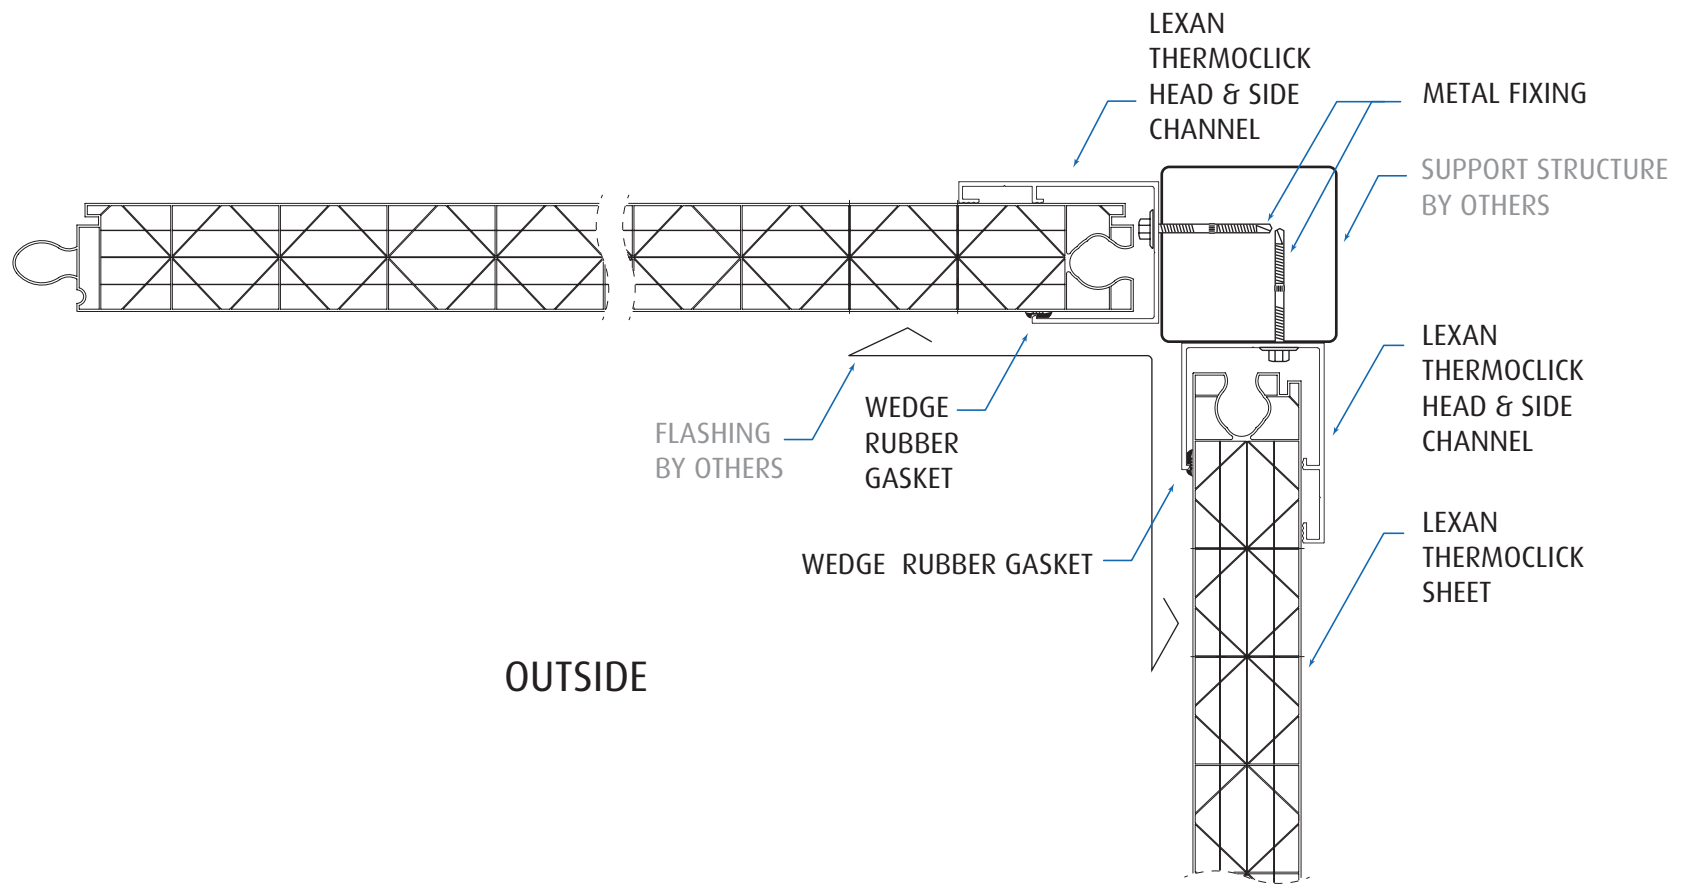 LEXAN
THERMOCLICK
HEAD & SIDE
CHANNEL
METAL FIXING
SUPPORT STRUCTURE
BY OTHERS
LEXAN
THERMOCLICK
HEAD & SIDE
CHANNEL
WEDGE
RUBBER
GASKET
FLASHING
BY OTHERS
WEDGE RUBBER GASKET
LEXAN
THERMOCLICK
SHEET
OUTSIDE